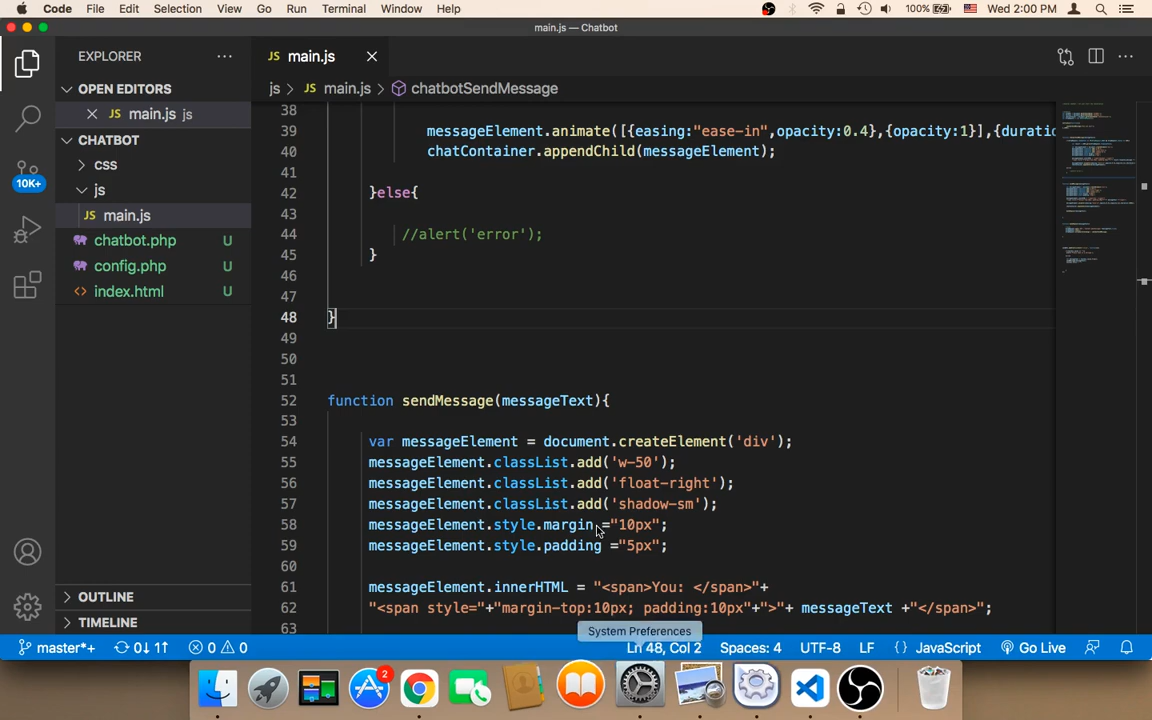 Code File Edit Selection View Go Run Terminal Window Help 100% Wed 2:00 PM
main.js — Chatbot
EXPLORER
JS main.js
OPEN EDITORS
js > JS main.js > chatbotSendMessage
JS main.js js
CHATBOT
css
10K+
js
JS main.js
chatbot.php U
config.php U
index.html U
38
39 messageElement.animate([{easing:"ease-in",opacity:0.4},{opacity:1}],{duratio
40 chatContainer.appendChild(messageElement);
41
42 }else{
43
44 //alert('error');
45 }
46
47
48 }
49
50
51
52 function sendMessage(messageText){
53
54 var messageElement = document.createElement('div');
55 messageElement.classList.add('w-50');
56 messageElement.classList.add('float-right');
57 messageElement.classList.add('shadow-sm');
58 messageElement.style.margin ="10px";
59 messageElement.style.padding ="5px";
60
61 messageElement.innerHTML = "<span>You: </span>"+
62 "<span style="+"margin-top:10px; padding:10px"+">"+ messageText +"</span>";
63
OUTLINE
TIMELINE
System Preferences
master*+ 0↓ 1↑ 0 0 Ln 48, Col 2 Spaces: 4 UTF-8 LF {} JavaScript Go Live
2